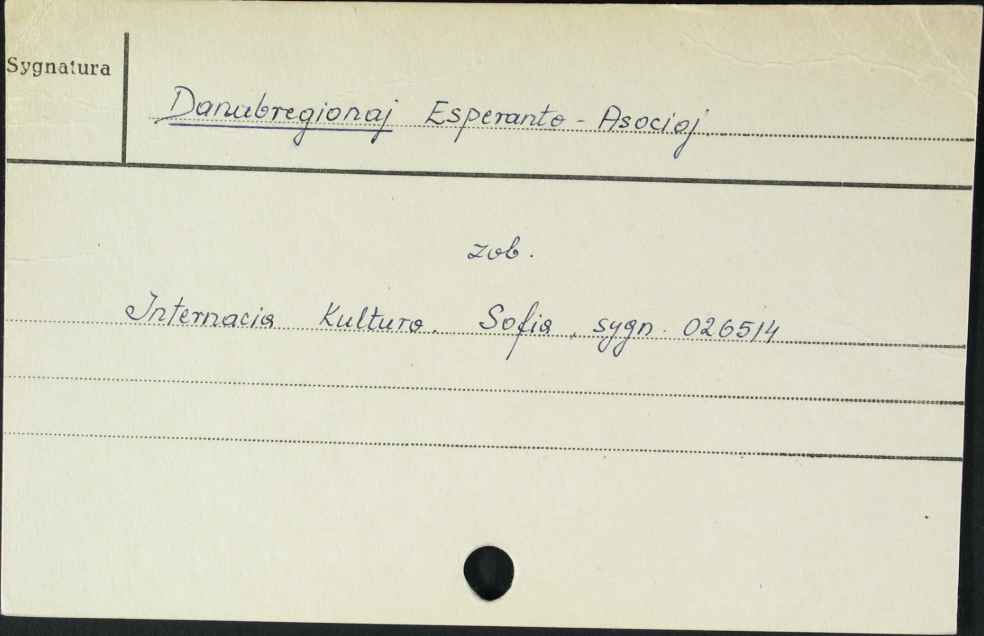 Sygnatura
Danubregionaj Esperanto - Asocioj
zob.
Internacia Kulturo. Sofia, sygn. 026514